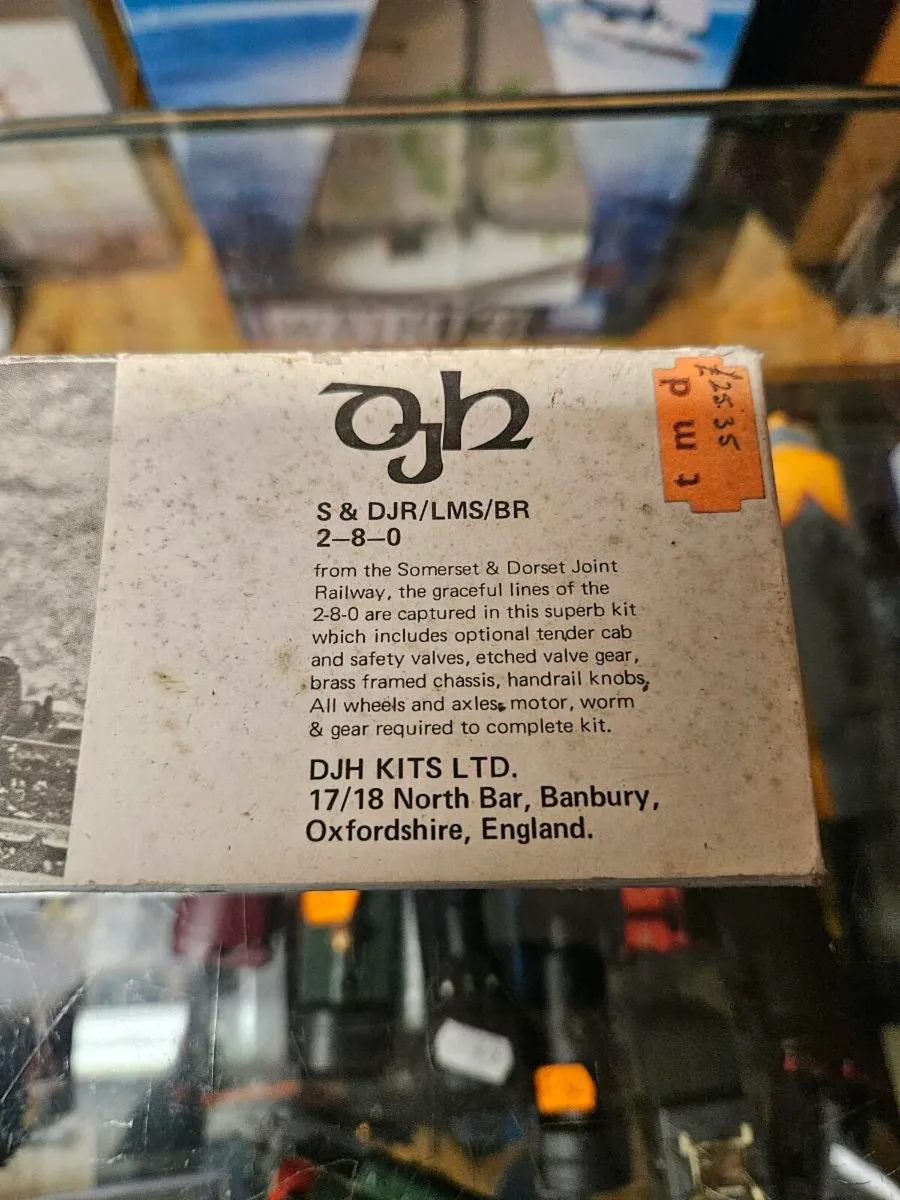 djh
S & DJR/LMS/BR
2–8–0
from the Somerset & Dorset Joint
Railway, the graceful lines of the
2-8-0 are captured in this superb kit
which includes optional tender cab
and safety valves, etched valve gear,
brass framed chassis, handrail knobs,
All wheels and axles, motor, worm
& gear required to complete kit.
DJH KITS LTD.
17/18 North Bar, Banbury,
Oxfordshire, England.
£25.35
p m t